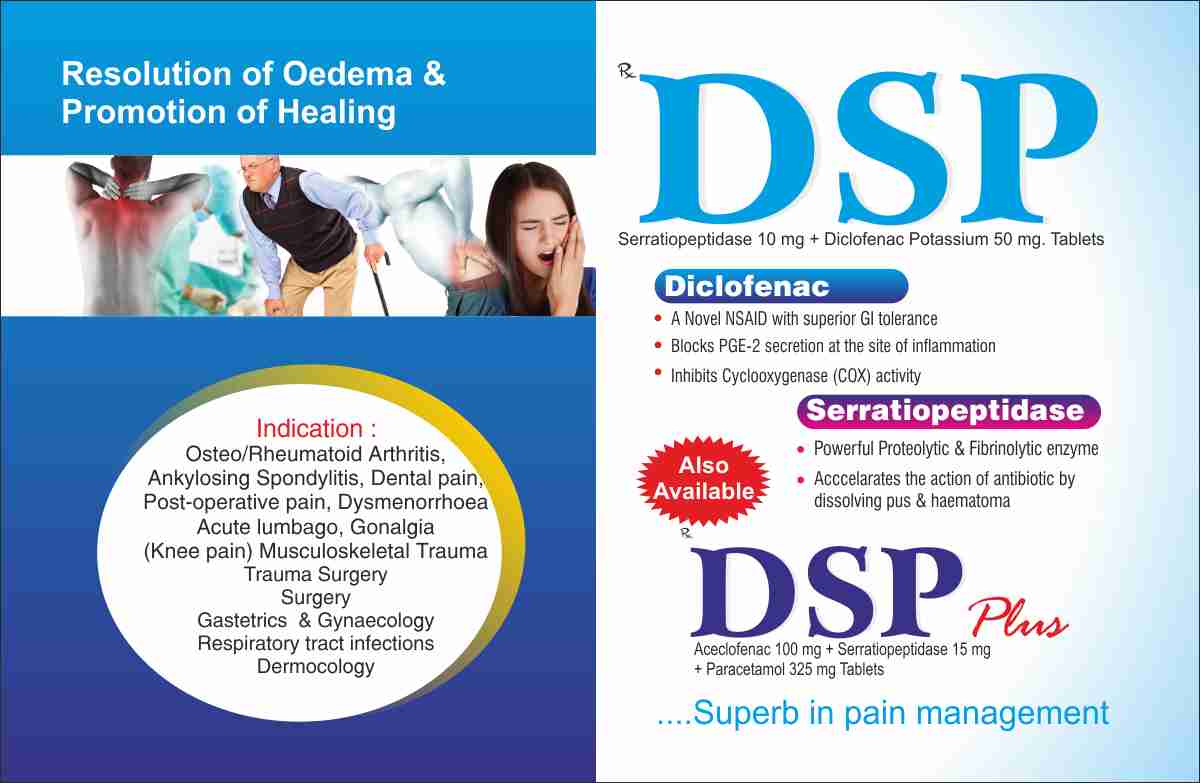 Resolution of Oedema &
Promotion of Healing
Indication :
Osteo/Rheumatoid Arthritis,
Ankylosing Spondylitis, Dental pain,
Post-operative pain, Dysmenorrhoea
Acute lumbago, Gonalgia
(Knee pain) Musculoskeletal Trauma
Trauma Surgery
Surgery
Gastetrics & Gynaecology
Respiratory tract infections
Dermocology
Rx
DSP
Serratiopeptidase 10 mg + Diclofenac Potassium 50 mg. Tablets
Diclofenac
• A Novel NSAID with superior GI tolerance
• Blocks PGE-2 secretion at the site of inflammation
• Inhibits Cyclooxygenase (COX) activity
Serratiopeptidase
• Powerful Proteolytic & Fibrinolytic enzyme
• Acccelarates the action of antibiotic by
dissolving pus & haematoma
Also
Available
Rx
DSP Plus
Aceclofenac 100 mg + Serratiopeptidase 15 mg
+ Paracetamol 325 mg Tablets
....Superb in pain management